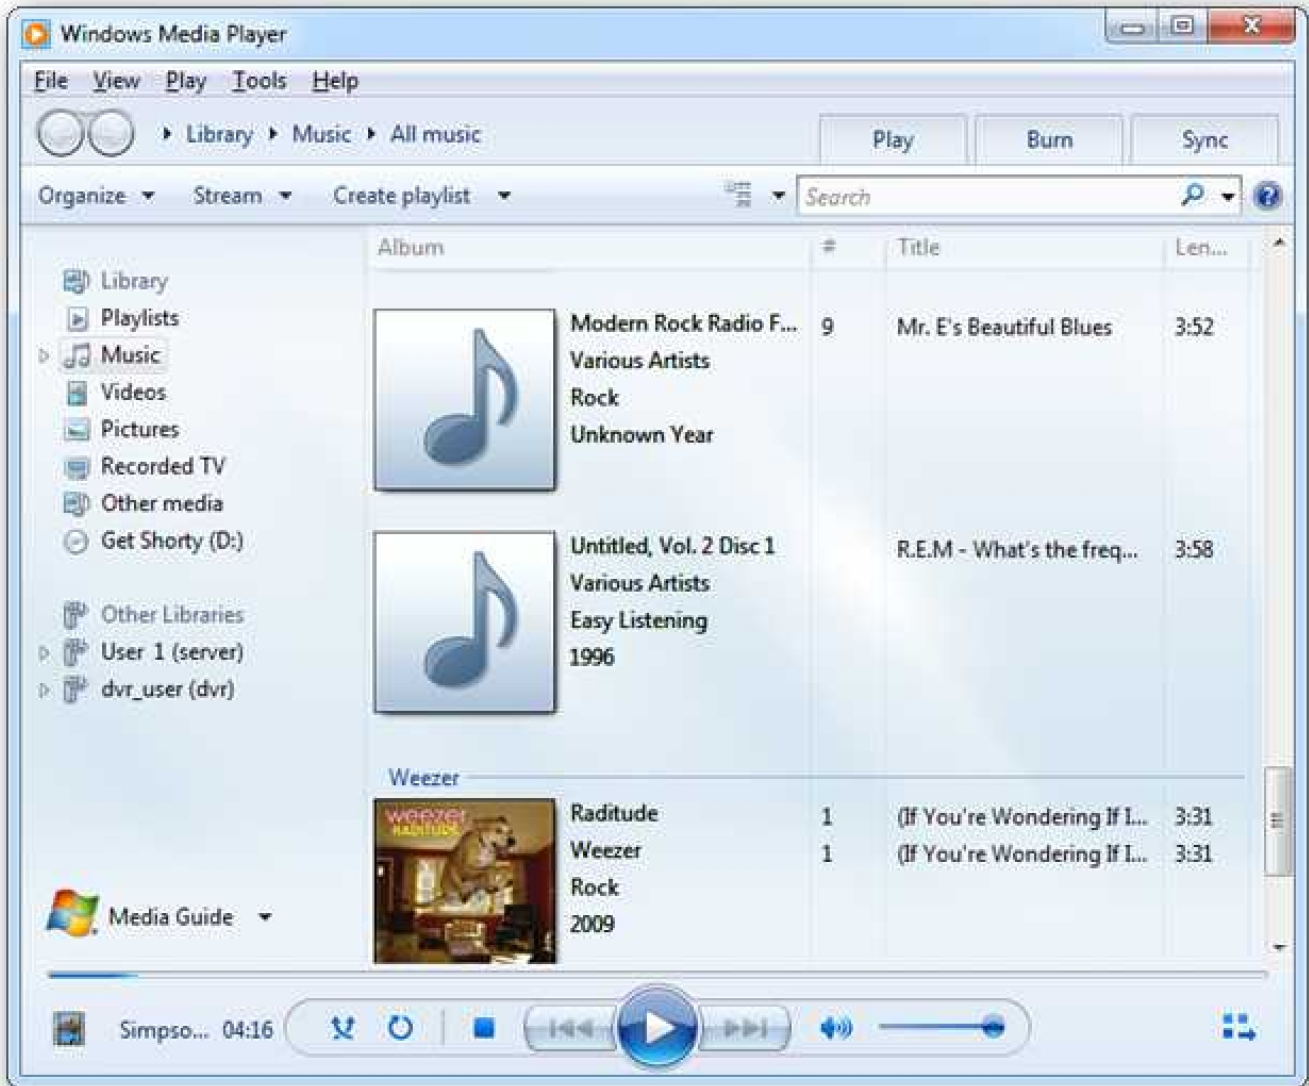 Windows Media Player
File View Play Tools Help
Library Music All music
Play Burn Sync
Organize Stream Create playlist Search
Album # Title Len...
Library
Playlists
Music
Videos
Pictures
Recorded TV
Other media
Get Shorty (D:)
Other Libraries
User 1 (server)
dvr_user (dvr)
Media Guide
Modern Rock Radio F... 9 Mr. E's Beautiful Blues 3:52
Various Artists
Rock
Unknown Year
Untitled, Vol. 2 Disc 1 R.E.M - What's the freq... 3:58
Various Artists
Easy Listening
1996
Weezer
weezer
RADITUDE
Raditude 1 (If You're Wondering If I... 3:31
Weezer 1 (If You're Wondering If I... 3:31
Rock
2009
Simpso... 04:16